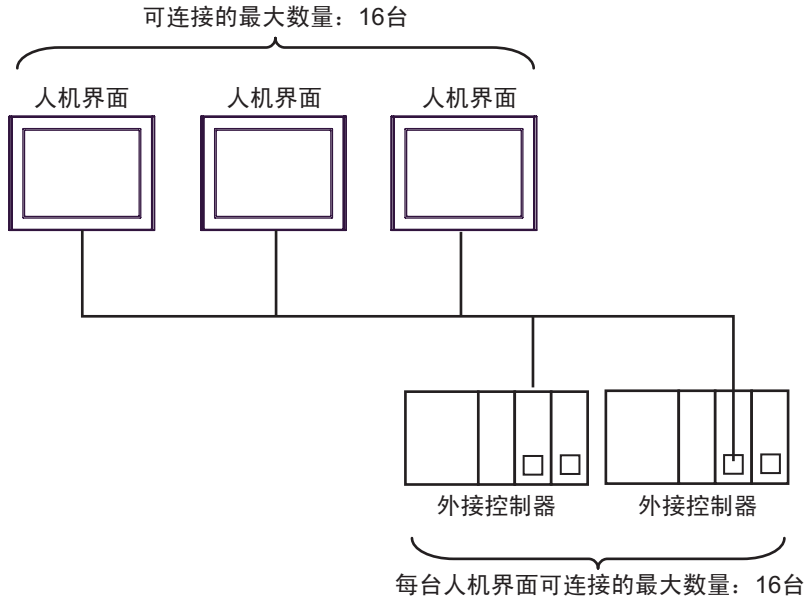 可连接的最大数量：16台
人机界面 人机界面 人机界面
外接控制器 外接控制器
每台人机界面可连接的最大数量：16台